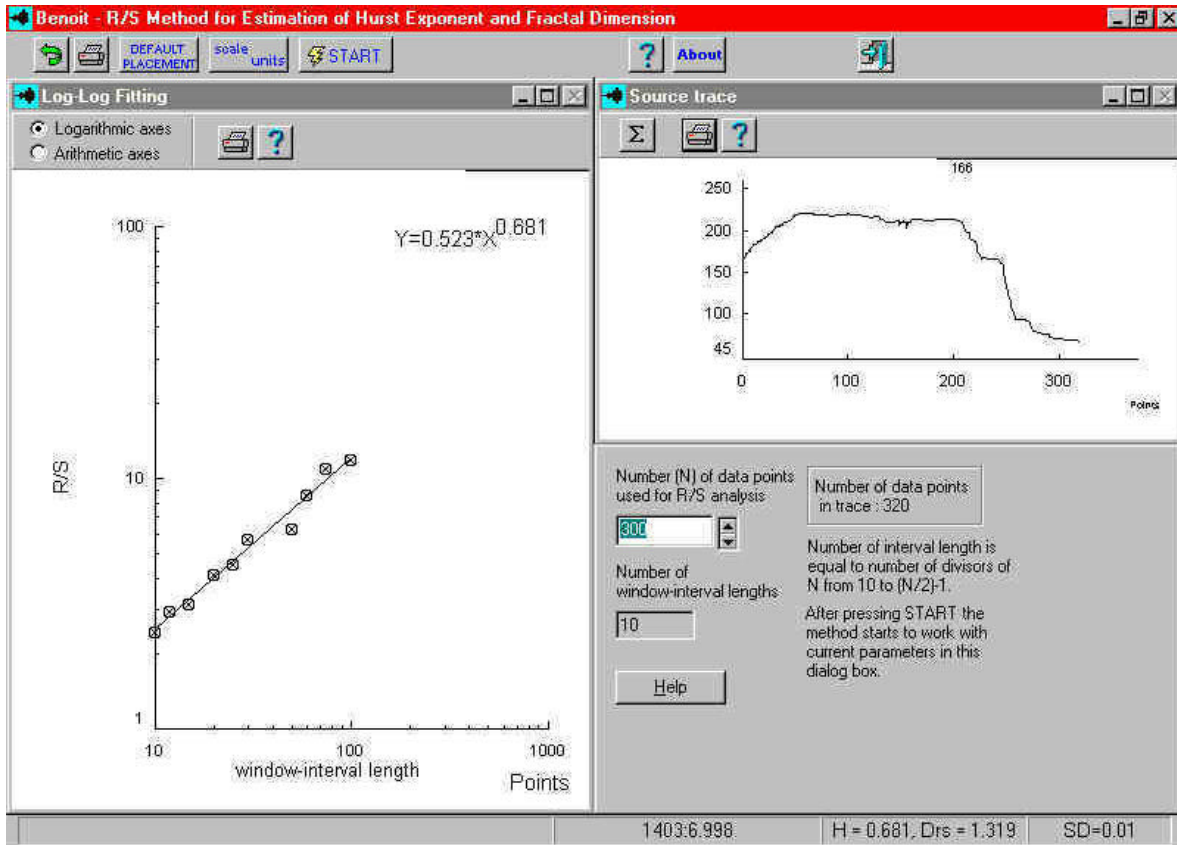 Benoit - R/S Method for Estimation of Hurst Exponent and Fractal Dimension
DEFAULT
PLACEMENT
scale
units
START
?
About
Log-Log Fitting
Logarithmic axes
Arithmetic axes
?
100
Y=0.523*X^0.681
R/S
10
1
10
100
1000
window-interval length
Points
Source trace
Σ
?
166
250
200
150
100
45
0
100
200
300
Points
Number (N) of data points
used for R/S analysis
300
Number of
window-interval lengths
10
Help
Number of data points
in trace : 320
Number of interval length is
equal to number of divisors of
N from 10 to (N/2)-1.
After pressing START the
method starts to work with
current parameters in this
dialog box.
1403:6.998
H = 0.681, Drs = 1.319
SD=0.01